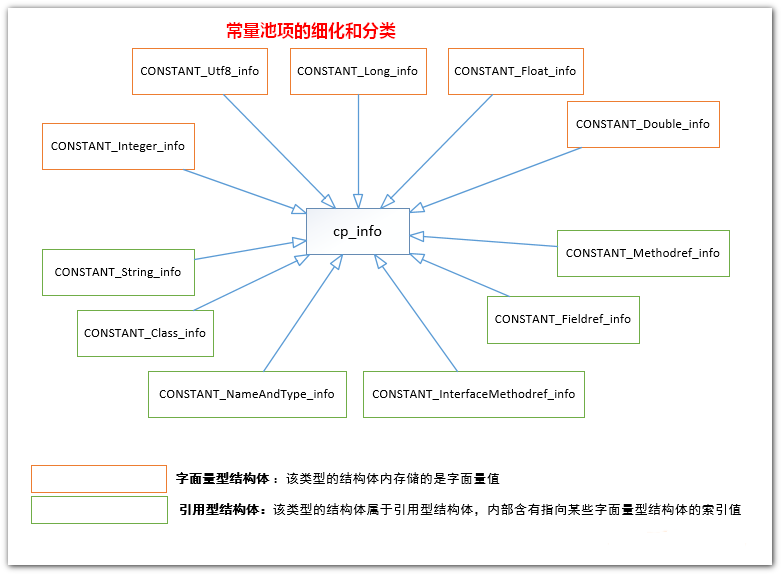 常量池项的细化和分类
CONSTANT_Utf8_info
CONSTANT_Long_info
CONSTANT_Float_info
CONSTANT_Double_info
CONSTANT_Integer_info
cp_info
CONSTANT_Methodref_info
CONSTANT_String_info
CONSTANT_Fieldref_info
CONSTANT_Class_info
CONSTANT_NameAndType_info
CONSTANT_InterfaceMethodref_info
字面量型结构体：该类型的结构体内存储的是字面量值
引用型结构体：该类型的结构体属于引用型结构体，内部含有指向某些字面量型结构体的索引值